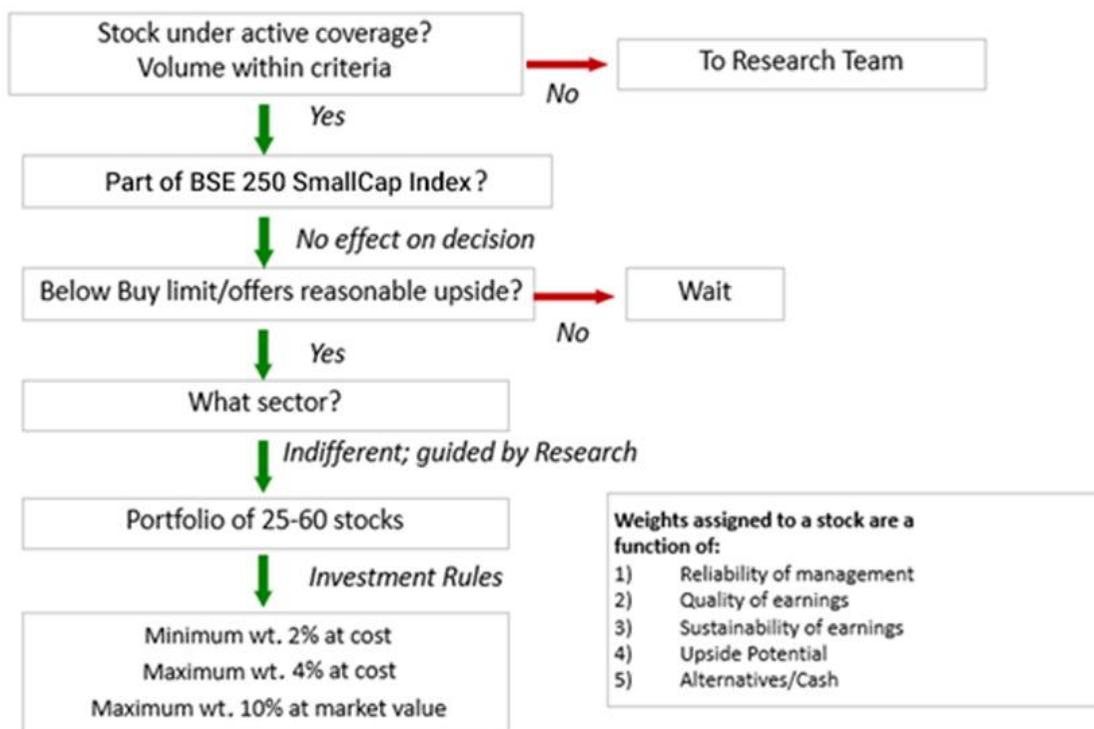 Stock under active coverage?
Volume within criteria
To Research Team
No
Yes
Part of BSE 250 SmallCap Index?
No effect on decision
Below Buy limit/offers reasonable upside?
Wait
No
Yes
What sector?
Indifferent; guided by Research
Portfolio of 25-60 stocks
Investment Rules
Minimum wt. 2% at cost
Maximum wt. 4% at cost
Maximum wt. 10% at market value
Weights assigned to a stock are a
function of:
1) Reliability of management
2) Quality of earnings
3) Sustainability of earnings
4) Upside Potential
5) Alternatives/Cash